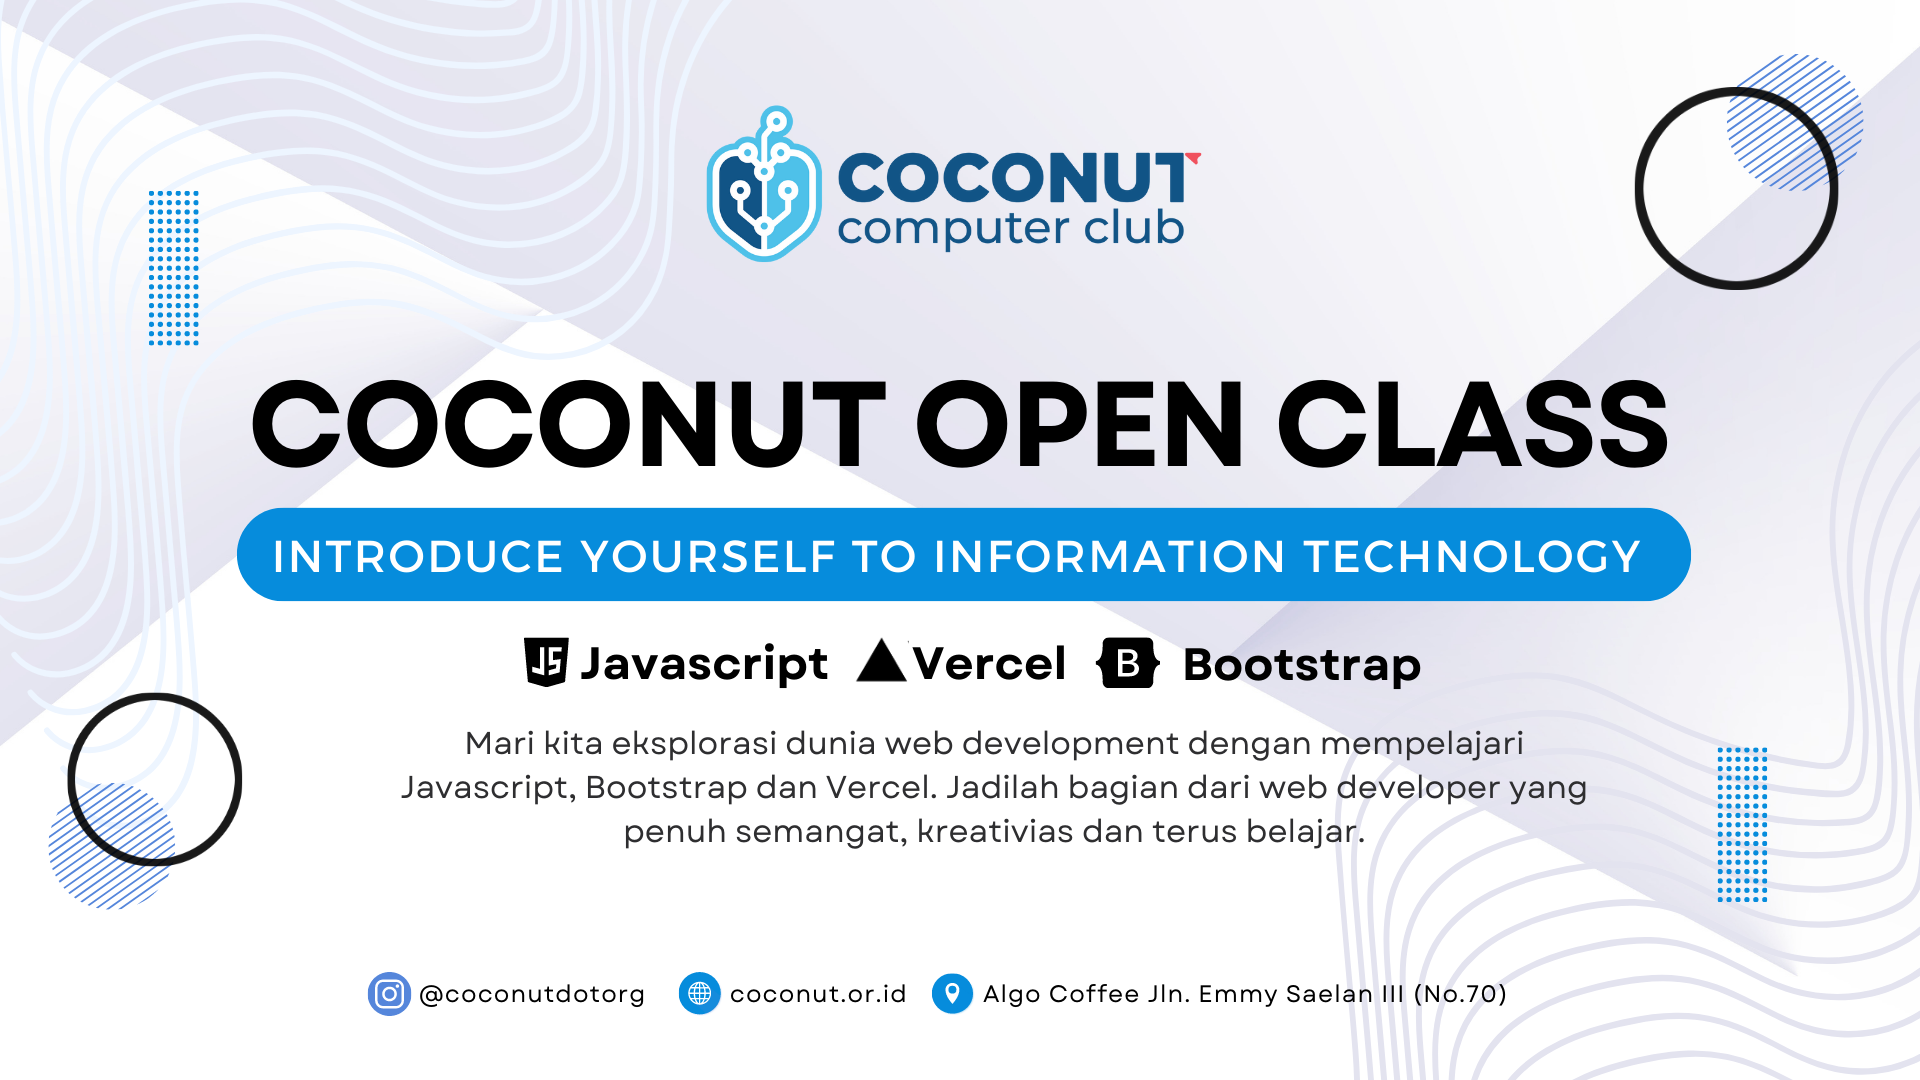 COCONUT
computer club
COCONUT OPEN CLASS
INTRODUCE YOURSELF TO INFORMATION TECHNOLOGY
JS Javascript Vercel B Bootstrap
Mari kita eksplorasi dunia web development dengan mempelajari
Javascript, Bootstrap dan Vercel. Jadilah bagian dari web developer yang
penuh semangat, kreativias dan terus belajar.
@coconutdotorg coconut.or.id Algo Coffee Jln. Emmy Saelan III (No.70)